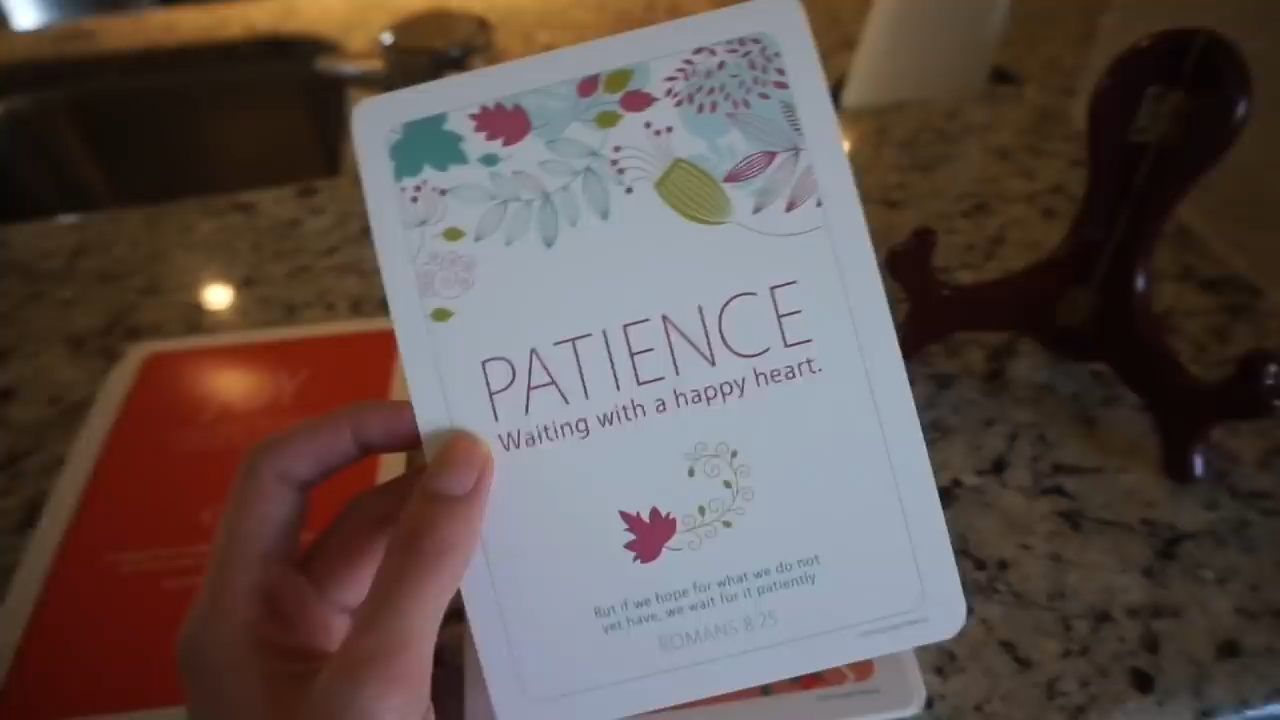 PATIENCE
Waiting with a happy heart.
But if we hope for what we do not
yet have, we wait for it patiently
ROMANS 8:25